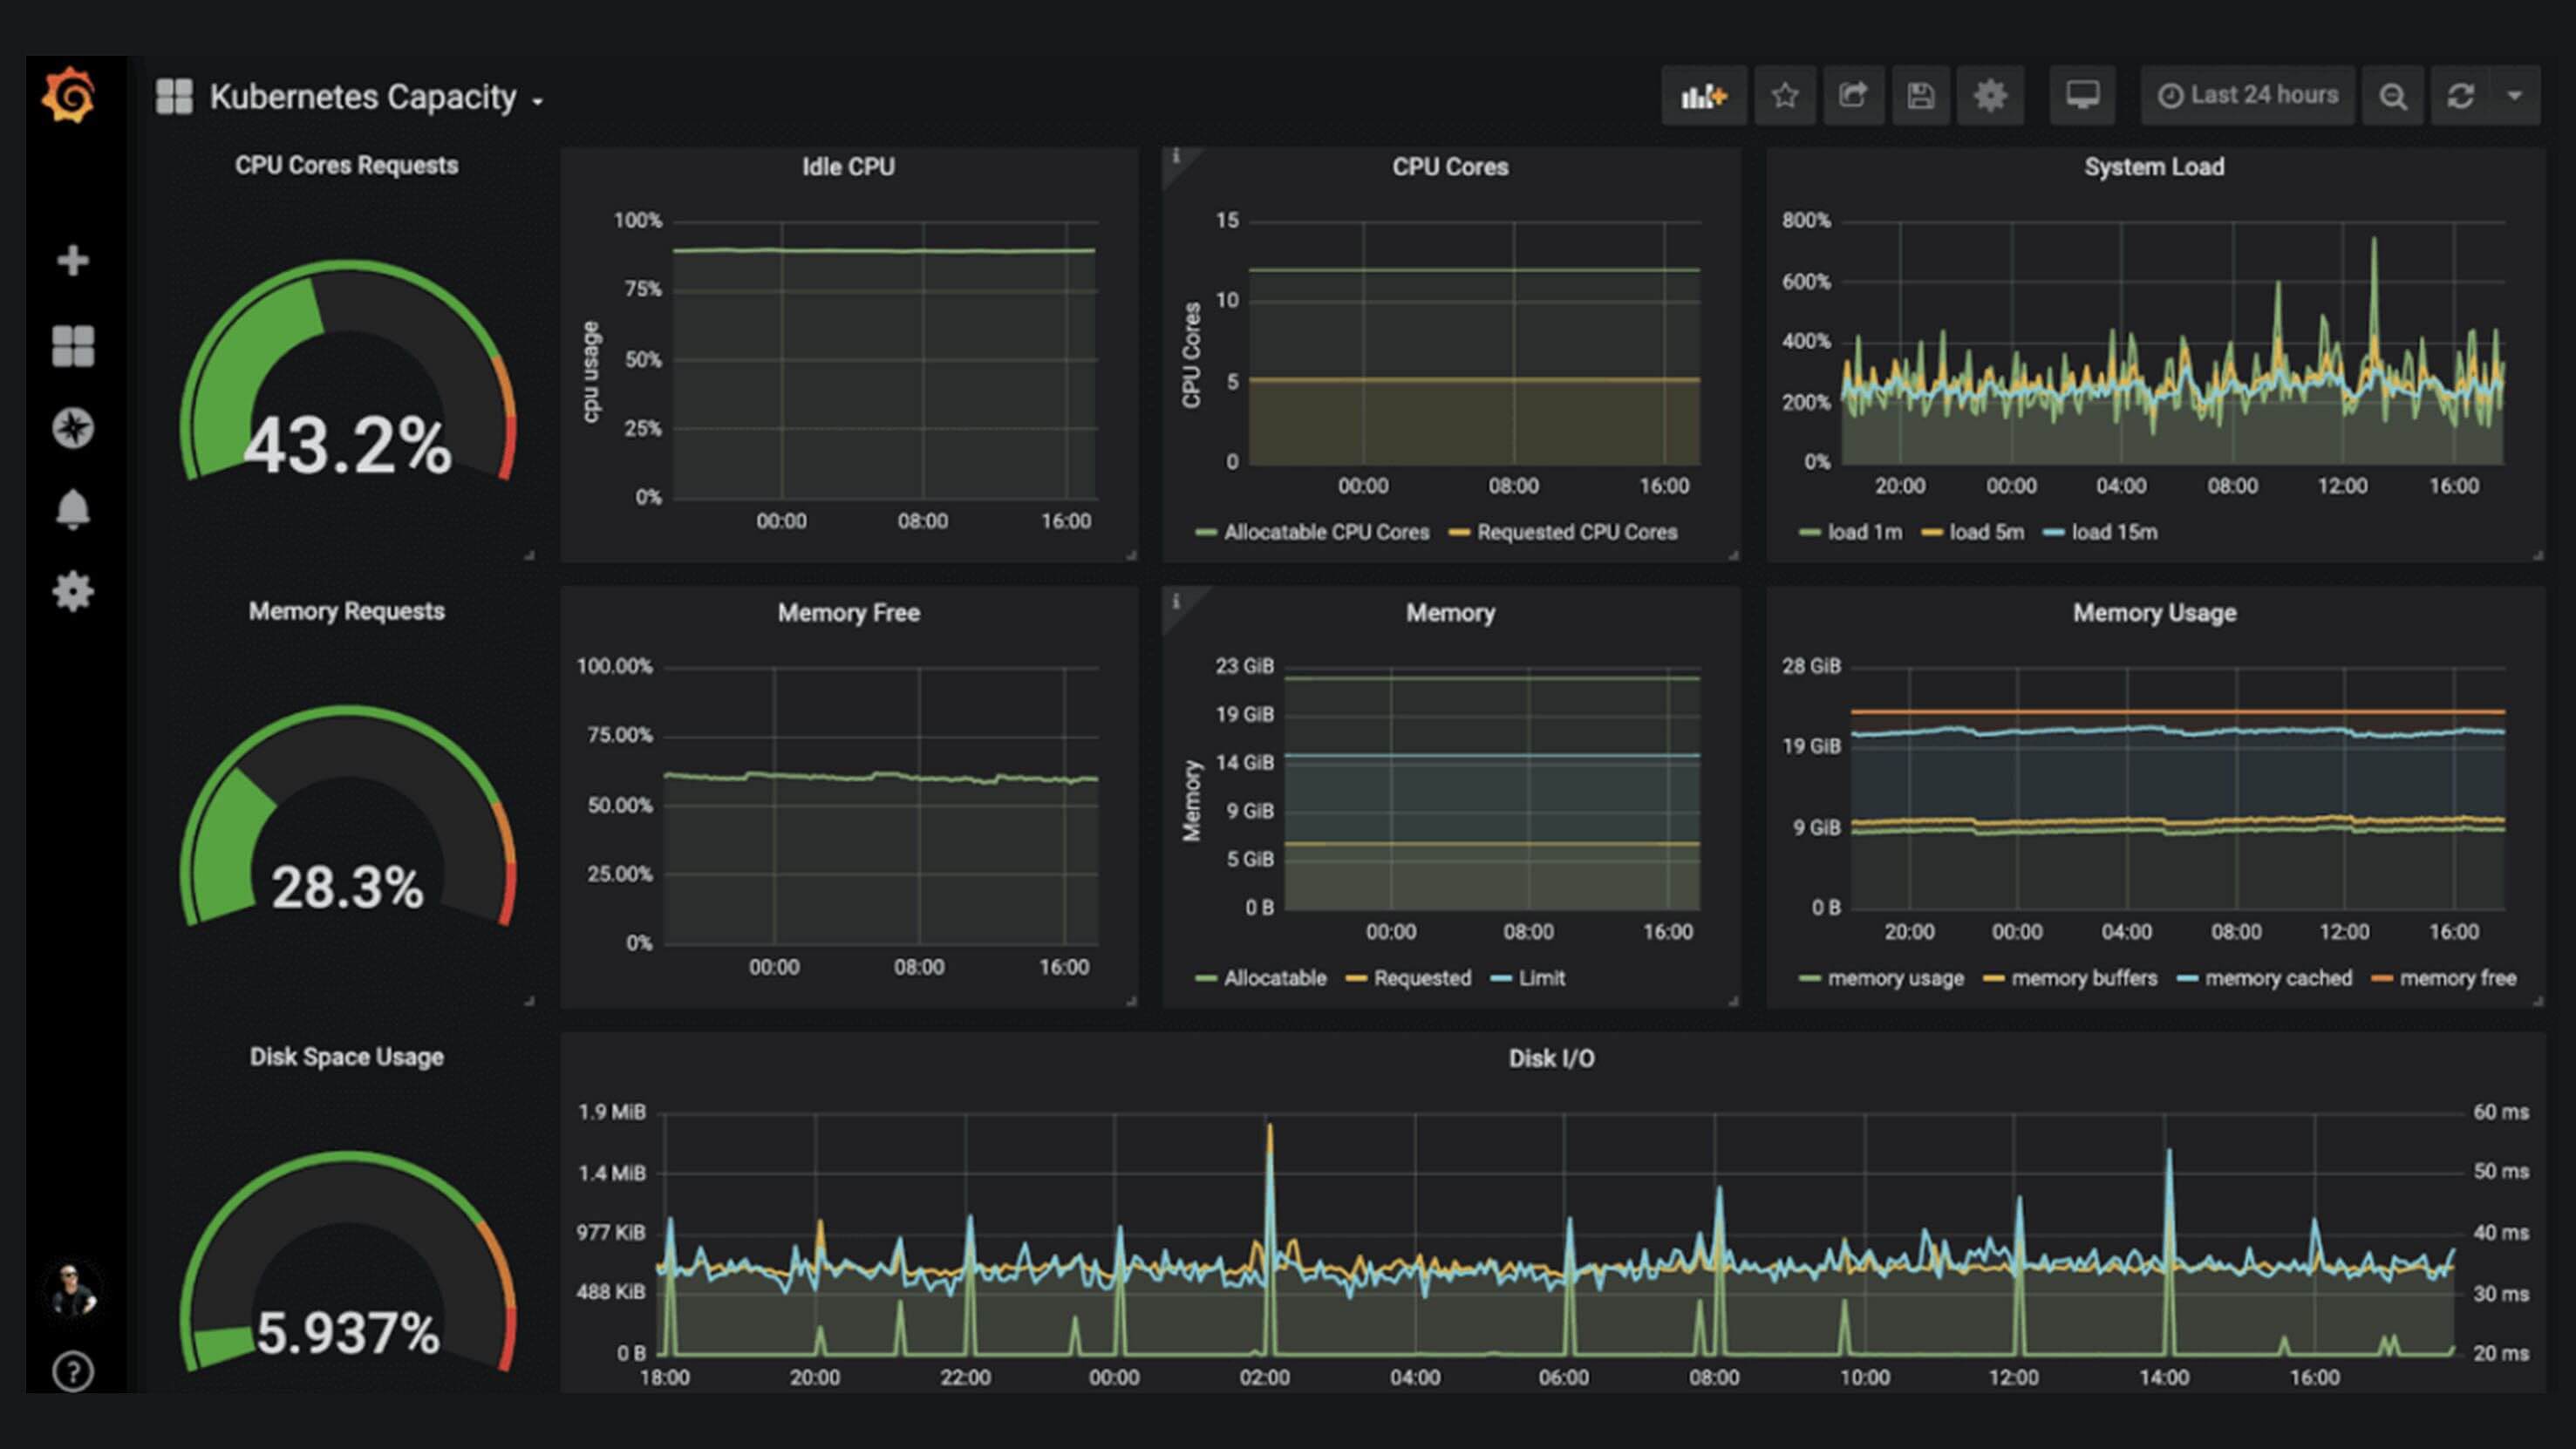 Kubernetes Capacity
Last 24 hours
CPU Cores Requests
43.2%
Idle CPU
cpu usage
100%
75%
50%
25%
0%
00:00 08:00 16:00
i
CPU Cores
CPU Cores
15
10
5
0
00:00 08:00 16:00
Allocatable CPU Cores Requested CPU Cores
System Load
800%
600%
400%
200%
0%
20:00 00:00 04:00 08:00 12:00 16:00
load 1m load 5m load 15m
Memory Requests
28.3%
Memory Free
100.00%
75.00%
50.00%
25.00%
0%
00:00 08:00 16:00
i
Memory
Memory
23 GiB
19 GiB
14 GiB
9 GiB
5 GiB
0 B
00:00 08:00 16:00
Allocatable Requested Limit
Memory Usage
28 GiB
19 GiB
9 GiB
0 B
20:00 00:00 04:00 08:00 12:00 16:00
memory usage memory buffers memory cached memory free
Disk Space Usage
5.937%
Disk I/O
1.9 MiB
1.4 MiB
977 KiB
488 KiB
0 B
60 ms
50 ms
40 ms
30 ms
20 ms
18:00 20:00 22:00 00:00 02:00 04:00 06:00 08:00 10:00 12:00 14:00 16:00
?